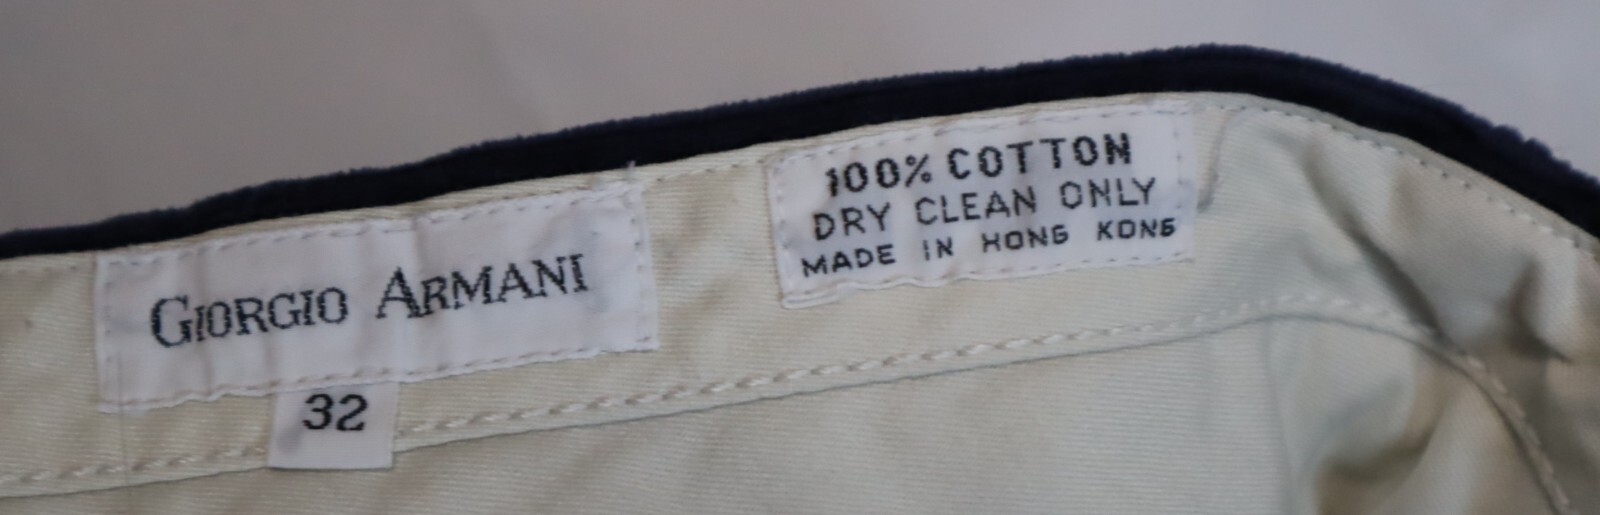 GIORGIO ARMANI
32
100% COTTON
DRY CLEAN ONLY
MADE IN HONG KONG